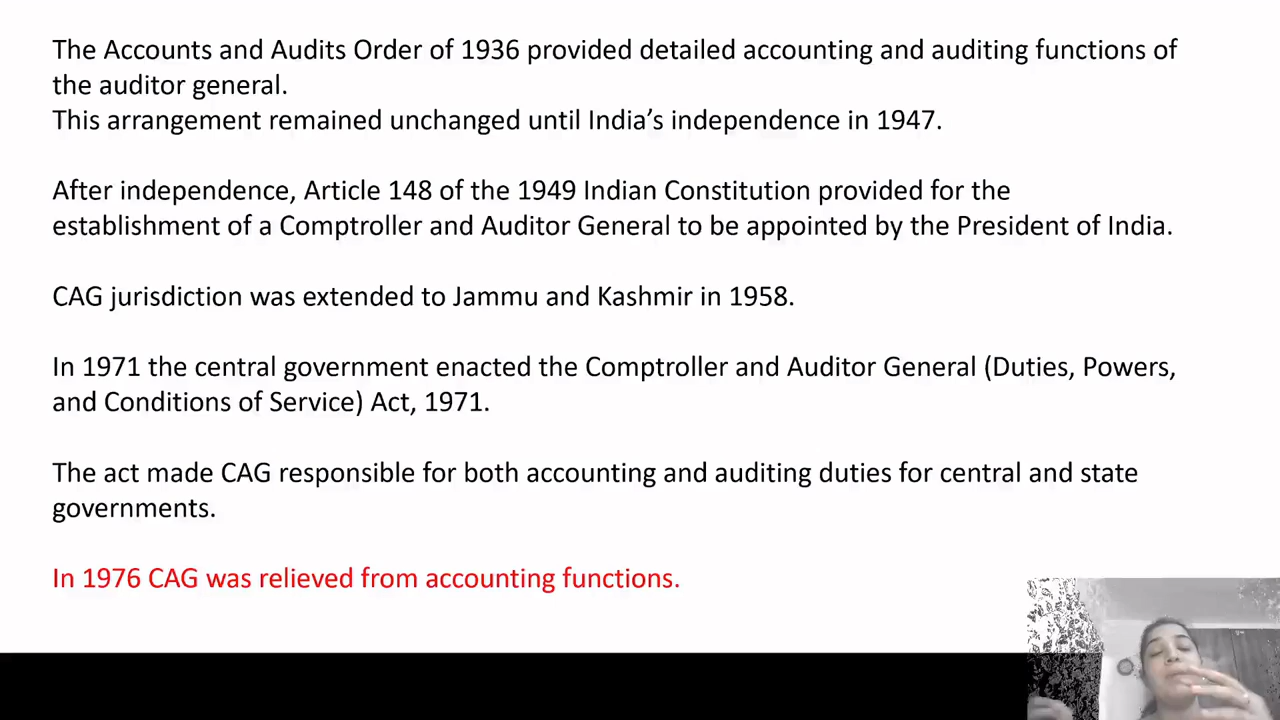 The Accounts and Audits Order of 1936 provided detailed accounting and auditing functions of
the auditor general.
This arrangement remained unchanged until India’s independence in 1947.
After independence, Article 148 of the 1949 Indian Constitution provided for the
establishment of a Comptroller and Auditor General to be appointed by the President of India.
CAG jurisdiction was extended to Jammu and Kashmir in 1958.
In 1971 the central government enacted the Comptroller and Auditor General (Duties, Powers,
and Conditions of Service) Act, 1971.
The act made CAG responsible for both accounting and auditing duties for central and state
governments.
In 1976 CAG was relieved from accounting functions.